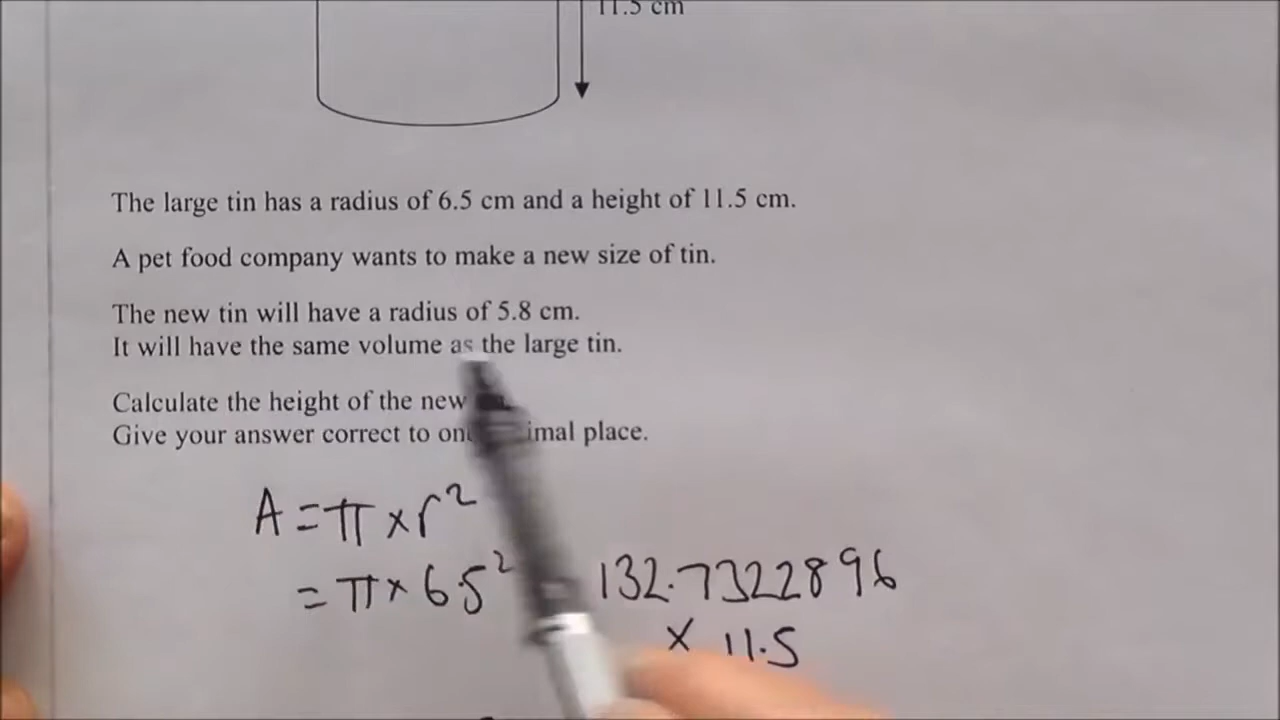 11.5 cm
The large tin has a radius of 6.5 cm and a height of 11.5 cm.
A pet food company wants to make a new size of tin.
The new tin will have a radius of 5.8 cm.
It will have the same volume as the large tin.
Calculate the height of the new
Give your answer correct to one decimal place.
A = π × r²
= π × 6.5² 132.7322896
× 11.5